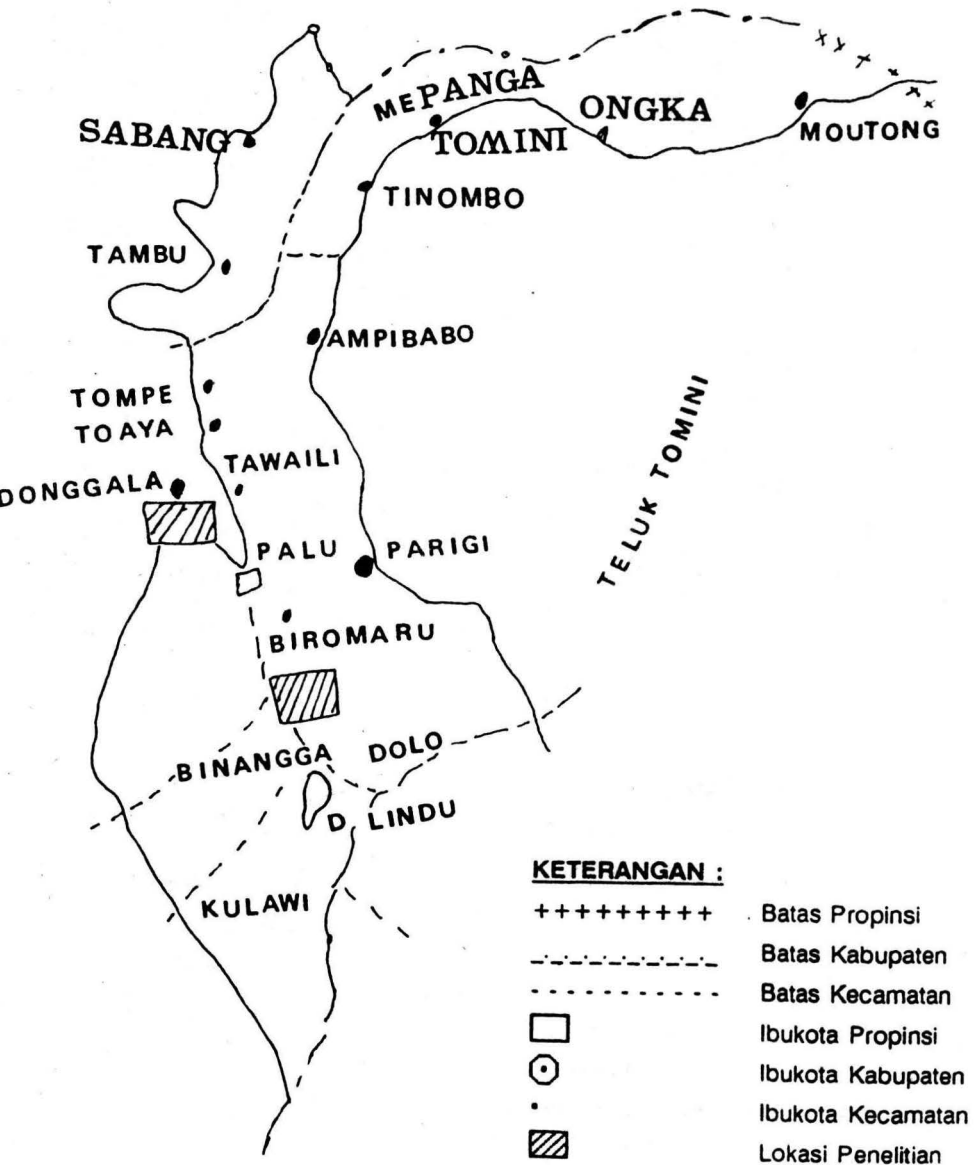 MEPANGA
ONGKA
SABANG
TOMINI
MOUTONG
TINOMBO
TAMBU
AMPIBABO
TOMPE
TOAYA
TAWAILI
DONGGALA
TELUK TOMINI
PALU
PARIGI
BIROMARU
BINANGGA
DOLO
D LINDU
KULAWI
KETERANGAN :
Batas Propinsi
Batas Kabupaten
Batas Kecamatan
Ibukota Propinsi
Ibukota Kabupaten
Ibukota Kecamatan
Lokasi Penelitian